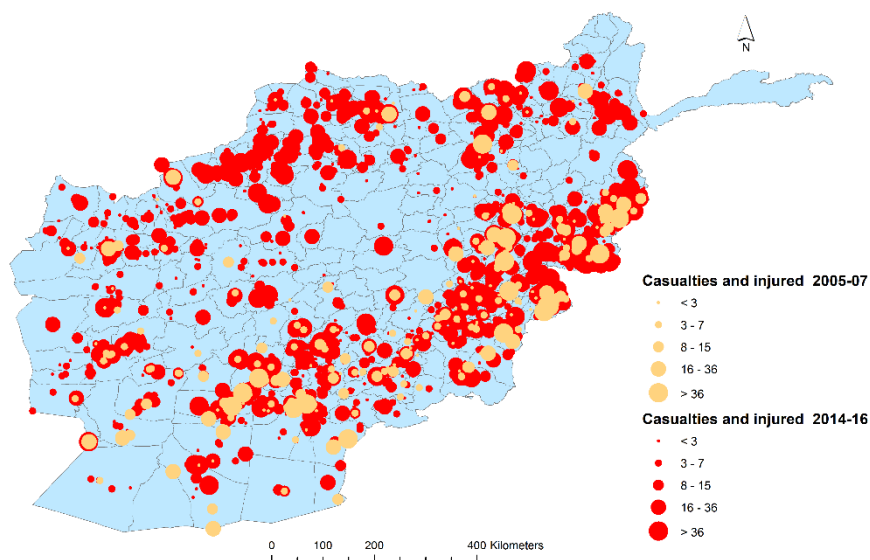 N
Casualties and injured 2005-07
< 3
3 - 7
8 - 15
16 - 36
> 36
Casualties and injured 2014-16
< 3
3 - 7
8 - 15
16 - 36
> 36
0 100 200 400 Kilometers